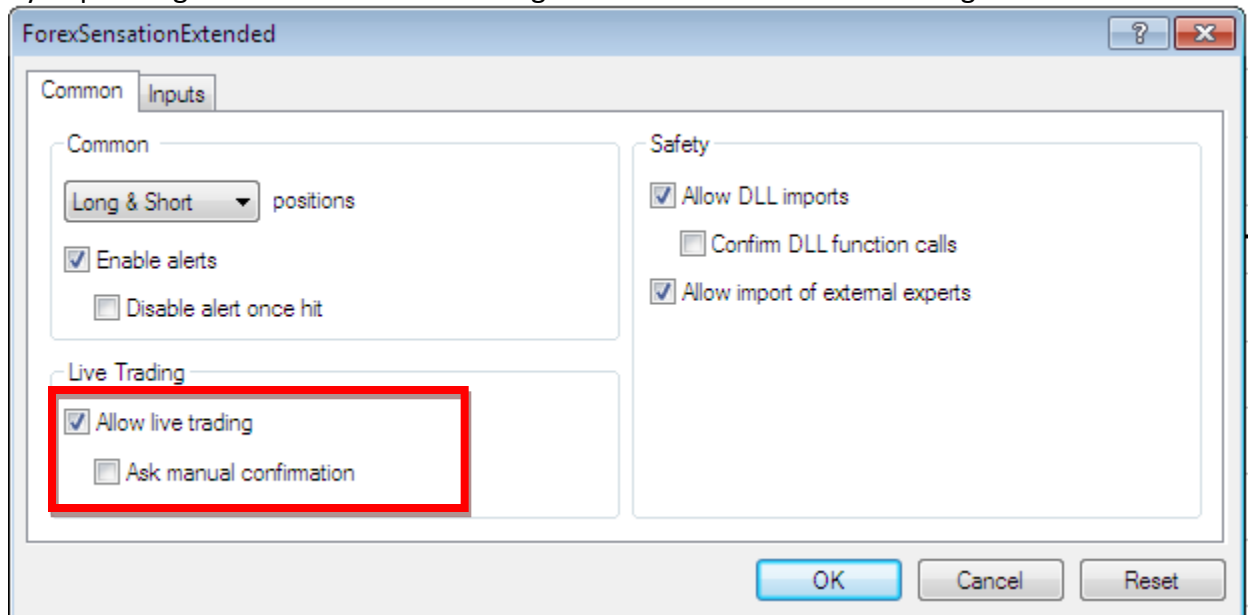 ForexSensationExtended
Common Inputs
Common
Long & Short positions
Enable alerts
Disable alert once hit
Live Trading
Allow live trading
Ask manual confirmation
Safety
Allow DLL imports
Confirm DLL function calls
Allow import of external experts
OK Cancel Reset